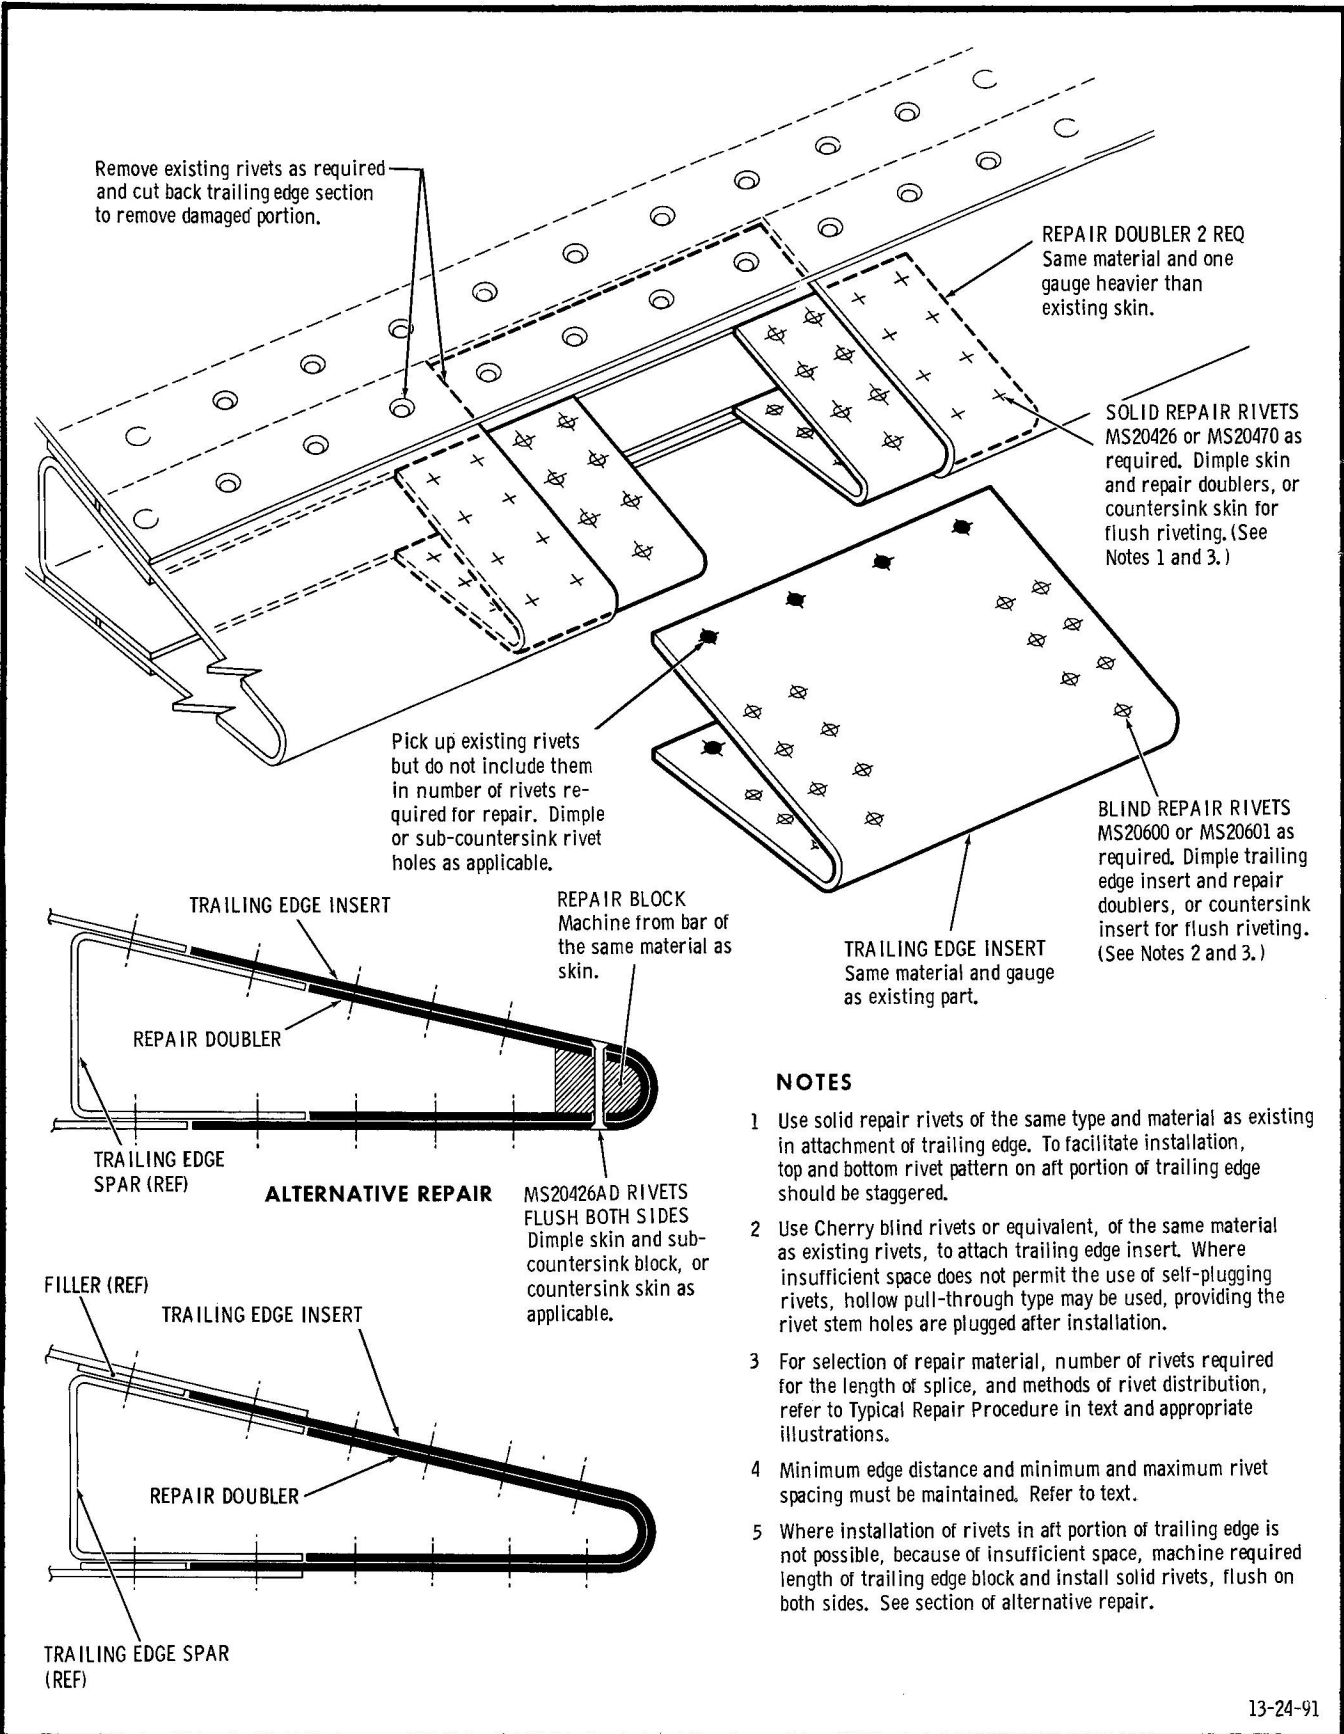 Remove existing rivets as required
and cut back trailing edge section
to remove damaged portion.
REPAIR DOUBLER 2 REQ
Same material and one
gauge heavier than
existing skin.
SOLID REPAIR RIVETS
MS20426 or MS20470 as
required. Dimple skin
and repair doublers, or
countersink skin for
flush riveting. (See
Notes 1 and 3.)
Pick up existing rivets
but do not include them
in number of rivets re-
quired for repair. Dimple
or sub-countersink rivet
holes as applicable.
BLIND REPAIR RIVETS
MS20600 or MS20601 as
required. Dimple trailing
edge insert and repair
doublers, or countersink
insert for flush riveting.
(See Notes 2 and 3.)
TRAILING EDGE INSERT
Same material and gauge
as existing part.
TRAILING EDGE INSERT
REPAIR BLOCK
Machine from bar of
the same material as
skin.
REPAIR DOUBLER
TRAILING EDGE
SPAR (REF)
ALTERNATIVE REPAIR
MS20426AD RIVETS
FLUSH BOTH SIDES
Dimple skin and sub-
countersink block, or
countersink skin as
applicable.
FILLER (REF)
TRAILING EDGE INSERT
REPAIR DOUBLER
TRAILING EDGE SPAR
(REF)
NOTES
1 Use solid repair rivets of the same type and material as existing
in attachment of trailing edge. To facilitate installation,
top and bottom rivet pattern on aft portion of trailing edge
should be staggered.
2 Use Cherry blind rivets or equivalent, of the same material
as existing rivets, to attach trailing edge insert. Where
insufficient space does not permit the use of self-plugging
rivets, hollow pull-through type may be used, providing the
rivet stem holes are plugged after installation.
3 For selection of repair material, number of rivets required
for the length of splice, and methods of rivet distribution,
refer to Typical Repair Procedure in text and appropriate
illustrations.
4 Minimum edge distance and minimum and maximum rivet
spacing must be maintained. Refer to text.
5 Where installation of rivets in aft portion of trailing edge is
not possible, because of insufficient space, machine required
length of trailing edge block and install solid rivets, flush on
both sides. See section of alternative repair.
13-24-91